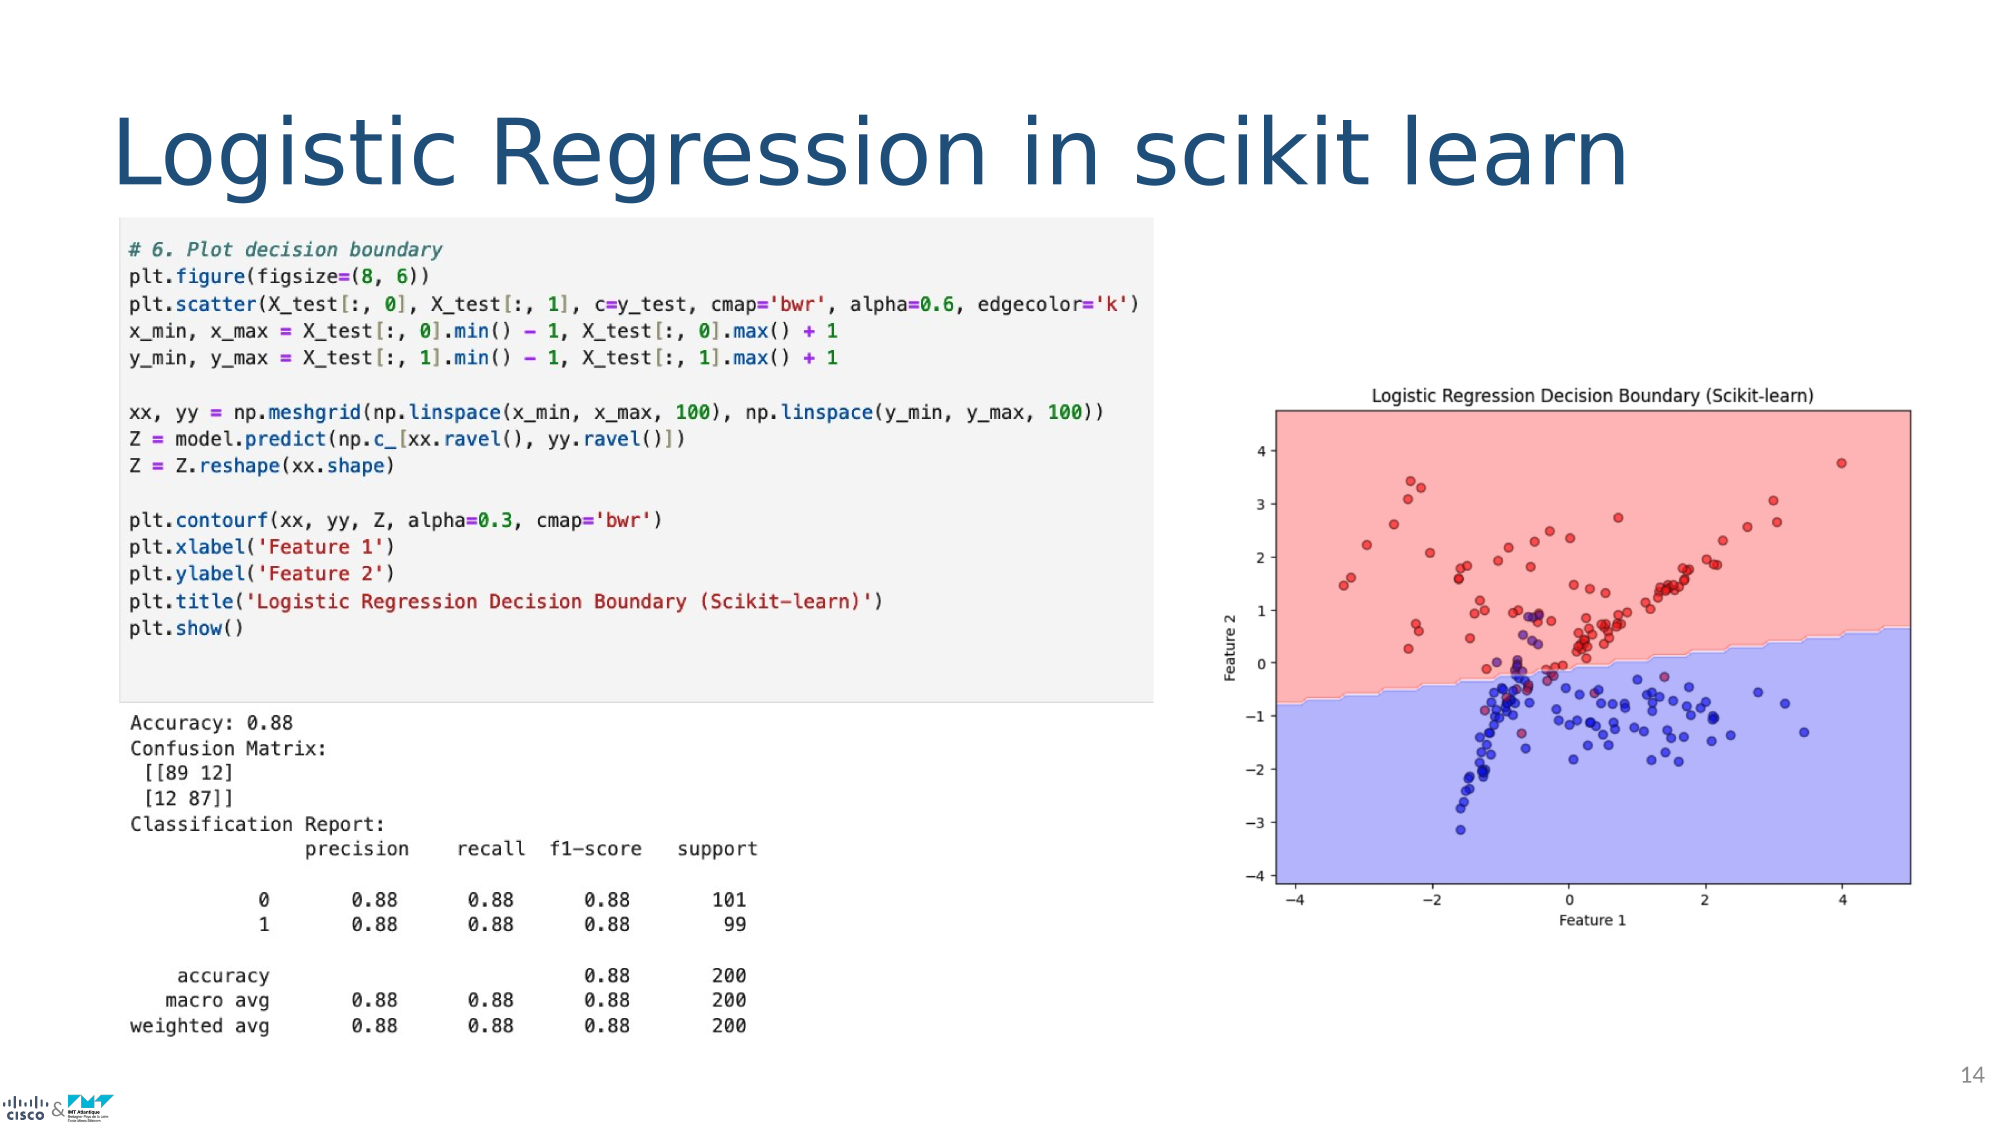 Logistic Regression in scikit learn
# 6. Plot decision boundary
plt.figure(figsize=(8, 6))
plt.scatter(X_test[:, 0], X_test[:, 1], c=y_test, cmap='bwr', alpha=0.6, edgecolor='k')
x_min, x_max = X_test[:, 0].min() - 1, X_test[:, 0].max() + 1
y_min, y_max = X_test[:, 1].min() - 1, X_test[:, 1].max() + 1
xx, yy = np.meshgrid(np.linspace(x_min, x_max, 100), np.linspace(y_min, y_max, 100))
Z = model.predict(np.c_[xx.ravel(), yy.ravel()])
Z = Z.reshape(xx.shape)
plt.contourf(xx, yy, Z, alpha=0.3, cmap='bwr')
plt.xlabel('Feature 1')
plt.ylabel('Feature 2')
plt.title('Logistic Regression Decision Boundary (Scikit-learn)')
plt.show()
Accuracy: 0.88
Confusion Matrix:
[[89 12]
[12 87]]
Classification Report:
precision recall f1-score support
0 0.88 0.88 0.88 101
1 0.88 0.88 0.88 99
accuracy 0.88 200
macro avg 0.88 0.88 0.88 200
weighted avg 0.88 0.88 0.88 200
Logistic Regression Decision Boundary (Scikit-learn)
4
3
2
1
0
−1
−2
−3
−4
Feature 2
−4 −2 0 2 4
Feature 1
14
CISCO & IMT Atlantique